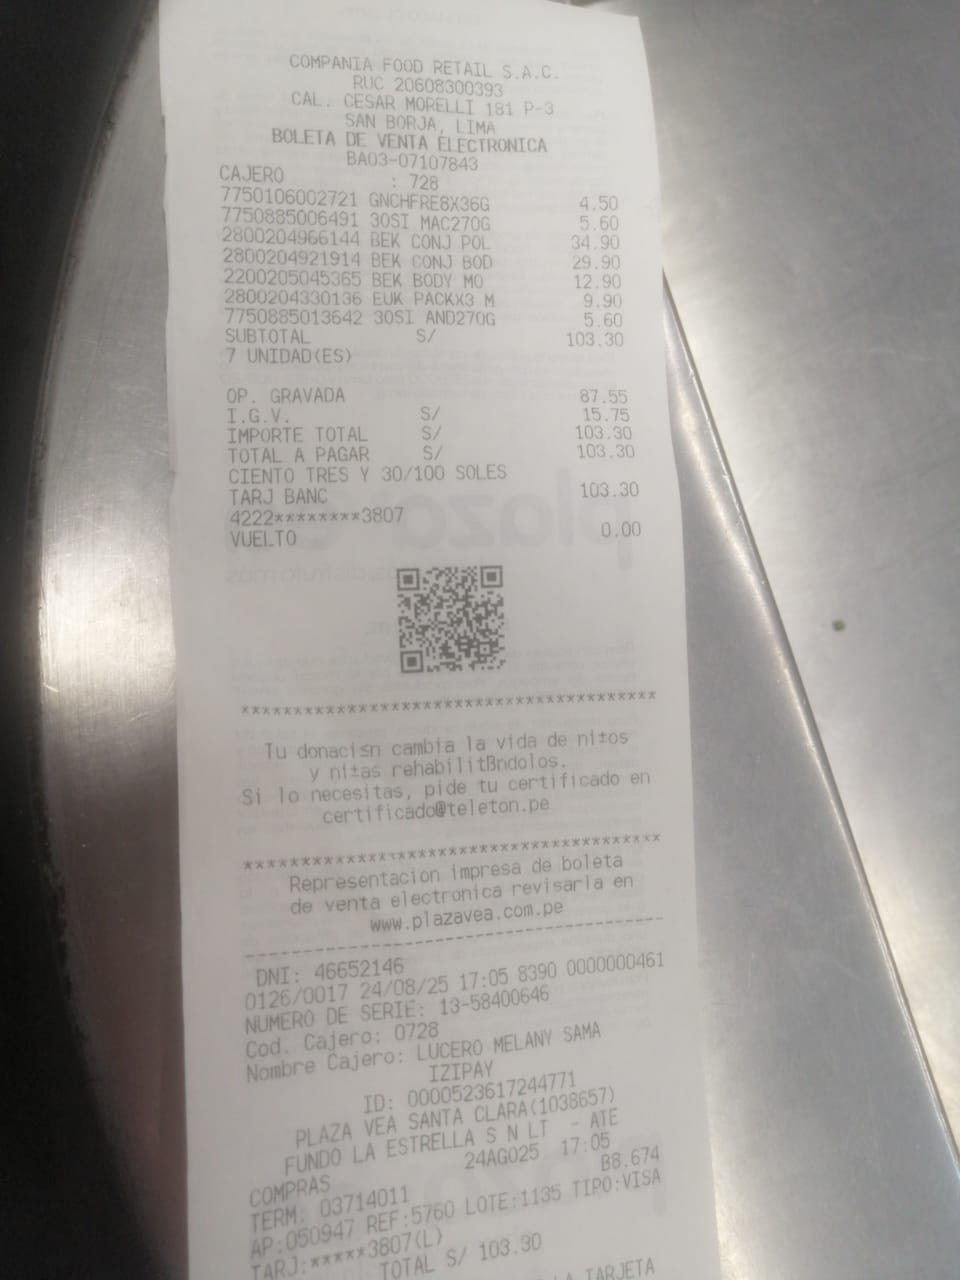 COMPANIA FOOD RETAIL S.A.C.
RUC 20608300393
CAL. CESAR MORELLI 181 P-3
SAN BORJA, LIMA
BOLETA DE VENTA ELECTRONICA
BA03-07107843
CAJERO : 728
7750106002721 GNCHFRE8X36G 4.50
7750885006491 30SI MAC270G 5.60
2800204966144 BEK CONJ POL 34.90
2800204921914 BEK CONJ BOD 29.90
2200205045365 BEK BODY MO 12.90
2800204330136 EUK PACKX3 M 9.90
7750885013642 30SI AND270G 5.60
SUBTOTAL S/ 103.30
7 UNIDAD(ES)
OP. GRAVADA 87.55
I.G.V. S/ 15.75
IMPORTE TOTAL S/ 103.30
TOTAL A PAGAR S/ 103.30
CIENTO TRES Y 30/100 SOLES
TARJ BANC 103.30
4222********3807
VUELTO 0.00
****************************************
Tu donaci≤n cambia la vida de ni±os
y ni±as rehabilitßndolos.
Si lo necesitas, pide tu certificado en
certificado@teleton.pe
****************************************
Representacion impresa de boleta
de venta electronica revisarla en
www.plazavea.com.pe
----------------------------------------
DNI: 46652146
0126/0017 24/08/25 17:05 8390 0000000461
NUMERO DE SERIE: 13-58400646
Cod. Cajero: 0728
Nombre Cajero: LUCERO MELANY SAMA
IZIPAY
ID: 0000523617244771
PLAZA VEA SANTA CLARA(1038657)
FUNDO LA ESTRELLA S N LT - ATE
24AGO25 17:05
COMPRAS B8.674
TERM: 03714011
AP:050947 REF:5760 LOTE:1135 TIPO:VISA
TARJ:*****3807(L)
TOTAL S/ 103.30
LA TARJETA